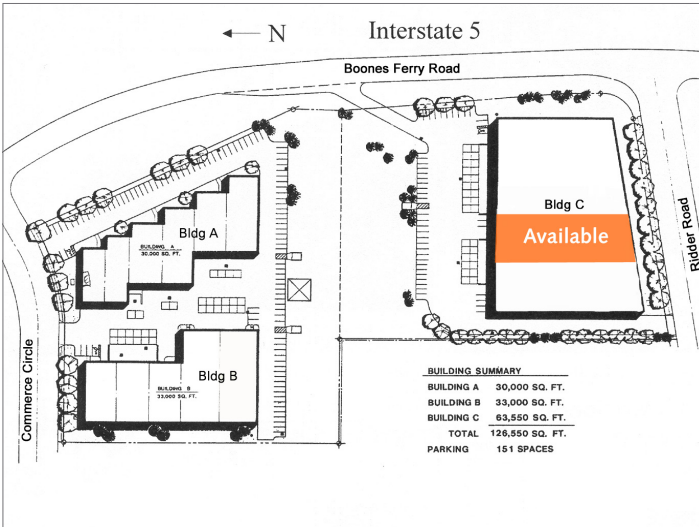 N
Interstate 5
Boones Ferry Road
Bldg C
Available
Ridder Road
Bldg A
BUILDING A
30,000 SQ. FT.
Bldg B
BUILDING B
33,000 SQ. FT.
Commerce Circle
BUILDING SUMMARY
BUILDING A 30,000 SQ. FT.
BUILDING B 33,000 SQ. FT.
BUILDING C 63,550 SQ. FT.
TOTAL 126,550 SQ. FT.
PARKING 151 SPACES